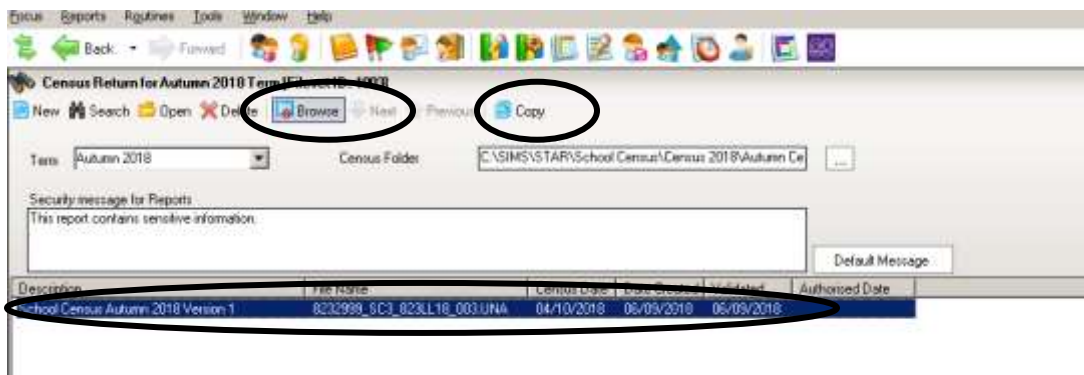 Focus Reports Routines Tools Window Help
Back Forward
Census Return for Autumn 2018 Term
New Search Open Delete Browse Next Previous Copy
Term Autumn 2018 Census Folder C:\SIMS\STAR\School Census\Census 2018\Autumn Ce ...
Security message for Reports
This report contains sensitive information.
Default Message
Description File Name Census Date Date Created Validated Authorised Date
School Census Autumn 2018 Version 1 8232999_SC3_823LL18_003.UNA 04/10/2018 06/09/2018 06/09/2018